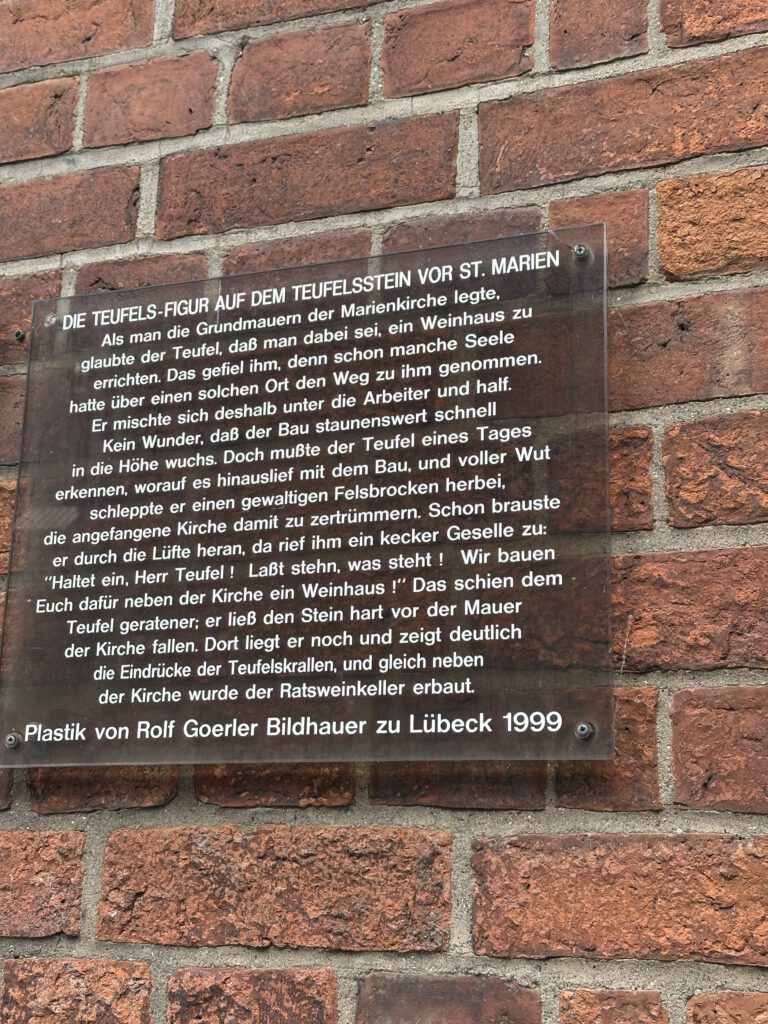 DIE TEUFELS-FIGUR AUF DEM TEUFELSSTEIN VOR ST. MARIEN
Als man die Grundmauern der Marienkirche legte,
glaubte der Teufel, daß man dabei sei, ein Weinhaus zu
errichten. Das gefiel ihm, denn schon manche Seele
hatte über einen solchen Ort den Weg zu ihm genommen.
Er mischte sich deshalb unter die Arbeiter und half.
Kein Wunder, daß der Bau staunenswert schnell
in die Höhe wuchs. Doch mußte der Teufel eines Tages
erkennen, worauf es hinauslief mit dem Bau, und voller Wut
schleppte er einen gewaltigen Felsbrocken herbei,
die angefangene Kirche damit zu zertrümmern. Schon brauste
er durch die Lüfte heran, da rief ihm ein kecker Geselle zu:
"Haltet ein, Herr Teufel ! Laßt stehn, was steht ! Wir bauen
Euch dafür neben der Kirche ein Weinhaus !" Das schien dem
Teufel geratener; er ließ den Stein hart vor der Mauer
der Kirche fallen. Dort liegt er noch und zeigt deutlich
die Eindrücke der Teufelskrallen, und gleich neben
der Kirche wurde der Ratsweinkeller erbaut.
Plastik von Rolf Goerler Bildhauer zu Lübeck 1999